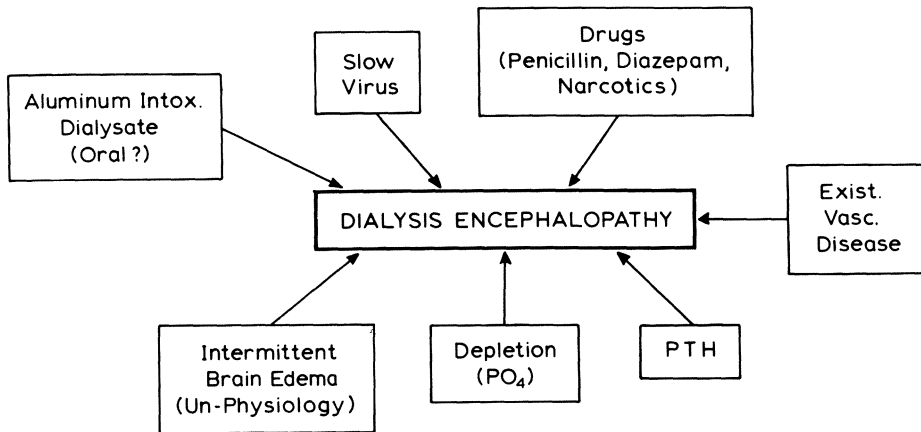 Drugs
(Penicillin, Diazepam,
Narcotics)
Slow
Virus
Aluminum Intox.
Dialysate
(Oral?)
DIALYSIS ENCEPHALOPATHY
Exist.
Vasc.
Disease
Intermittent
Brain Edema
(Un-Physiology)
Depletion
(PO₄)
PTH